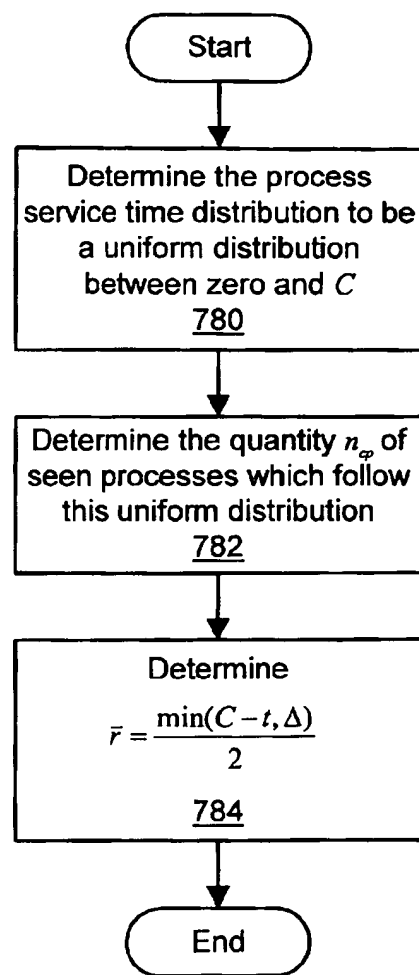 Start
Determine the process
service time distribution to be
a uniform distribution
between zero and C
780
Determine the quantity n_cp of
seen processes which follow
this uniform distribution
782
Determine
r̄ = min(C − t, Δ) / 2
784
End